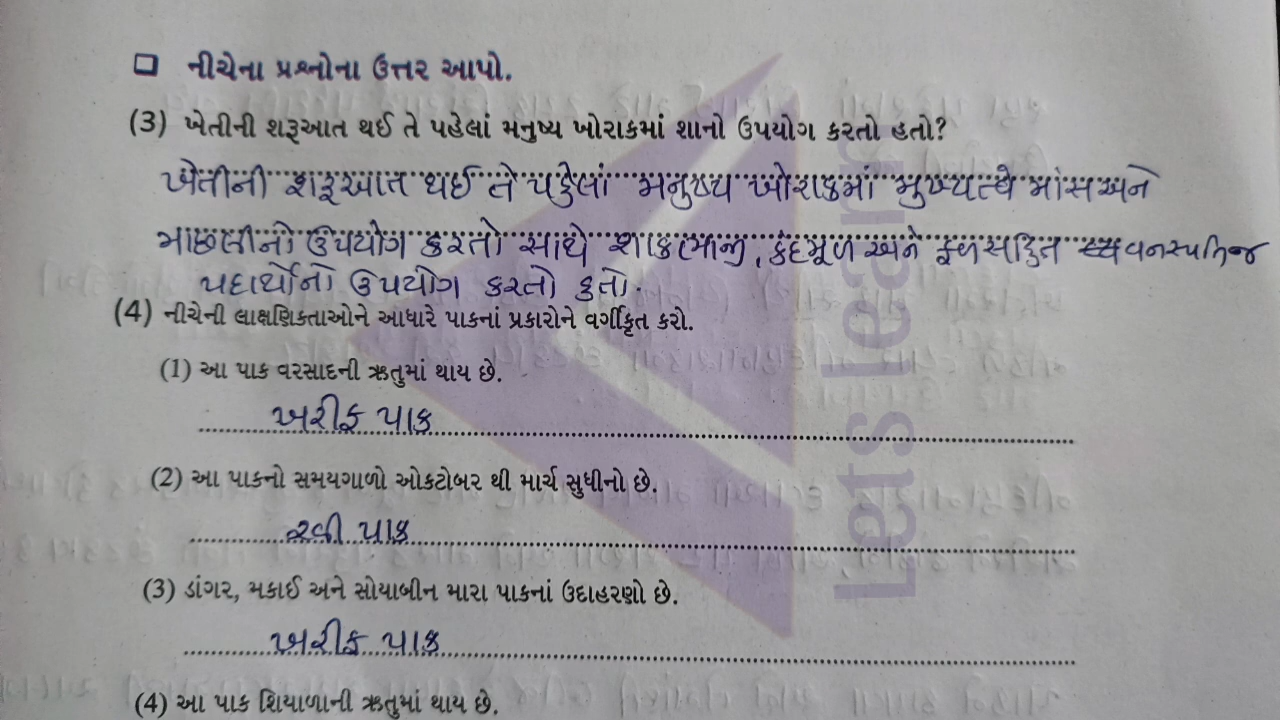 □ નીચેના પ્રશ્નોના ઉત્તર આપો.
(3) ખેતીની શરૂઆત થઈ તે પહેલાં મનુષ્ય ખોરાકમાં શાનો ઉપયોગ કરતો હતો?
ખેતીની શરૂઆત થઈ તે પહેલાં મનુષ્ય ખોરાકમાં મુખ્યત્વે માંસ અને
માછલીનો ઉપયોગ કરતો સાથે શાકભાજી, કંદમૂળ અને ફળસહિત વનસ્પતિજ
પદાર્થોનો ઉપયોગ કરતો હતો.
(4) નીચેની લાક્ષણિકતાઓને આધારે પાકનાં પ્રકારોને વર્ગીકૃત કરો.
(1) આ પાક વરસાદની ઋતુમાં થાય છે.
ખરીફ પાક
(2) આ પાકનો સમયગાળો ઓક્ટોબર થી માર્ચ સુધીનો છે.
રવી પાક
(3) ડાંગર, મકાઈ અને સોયાબીન મારા પાકનાં ઉદાહરણો છે.
ખરીફ પાક
(4) આ પાક શિયાળાની ઋતુમાં થાય છે.
Lets learn